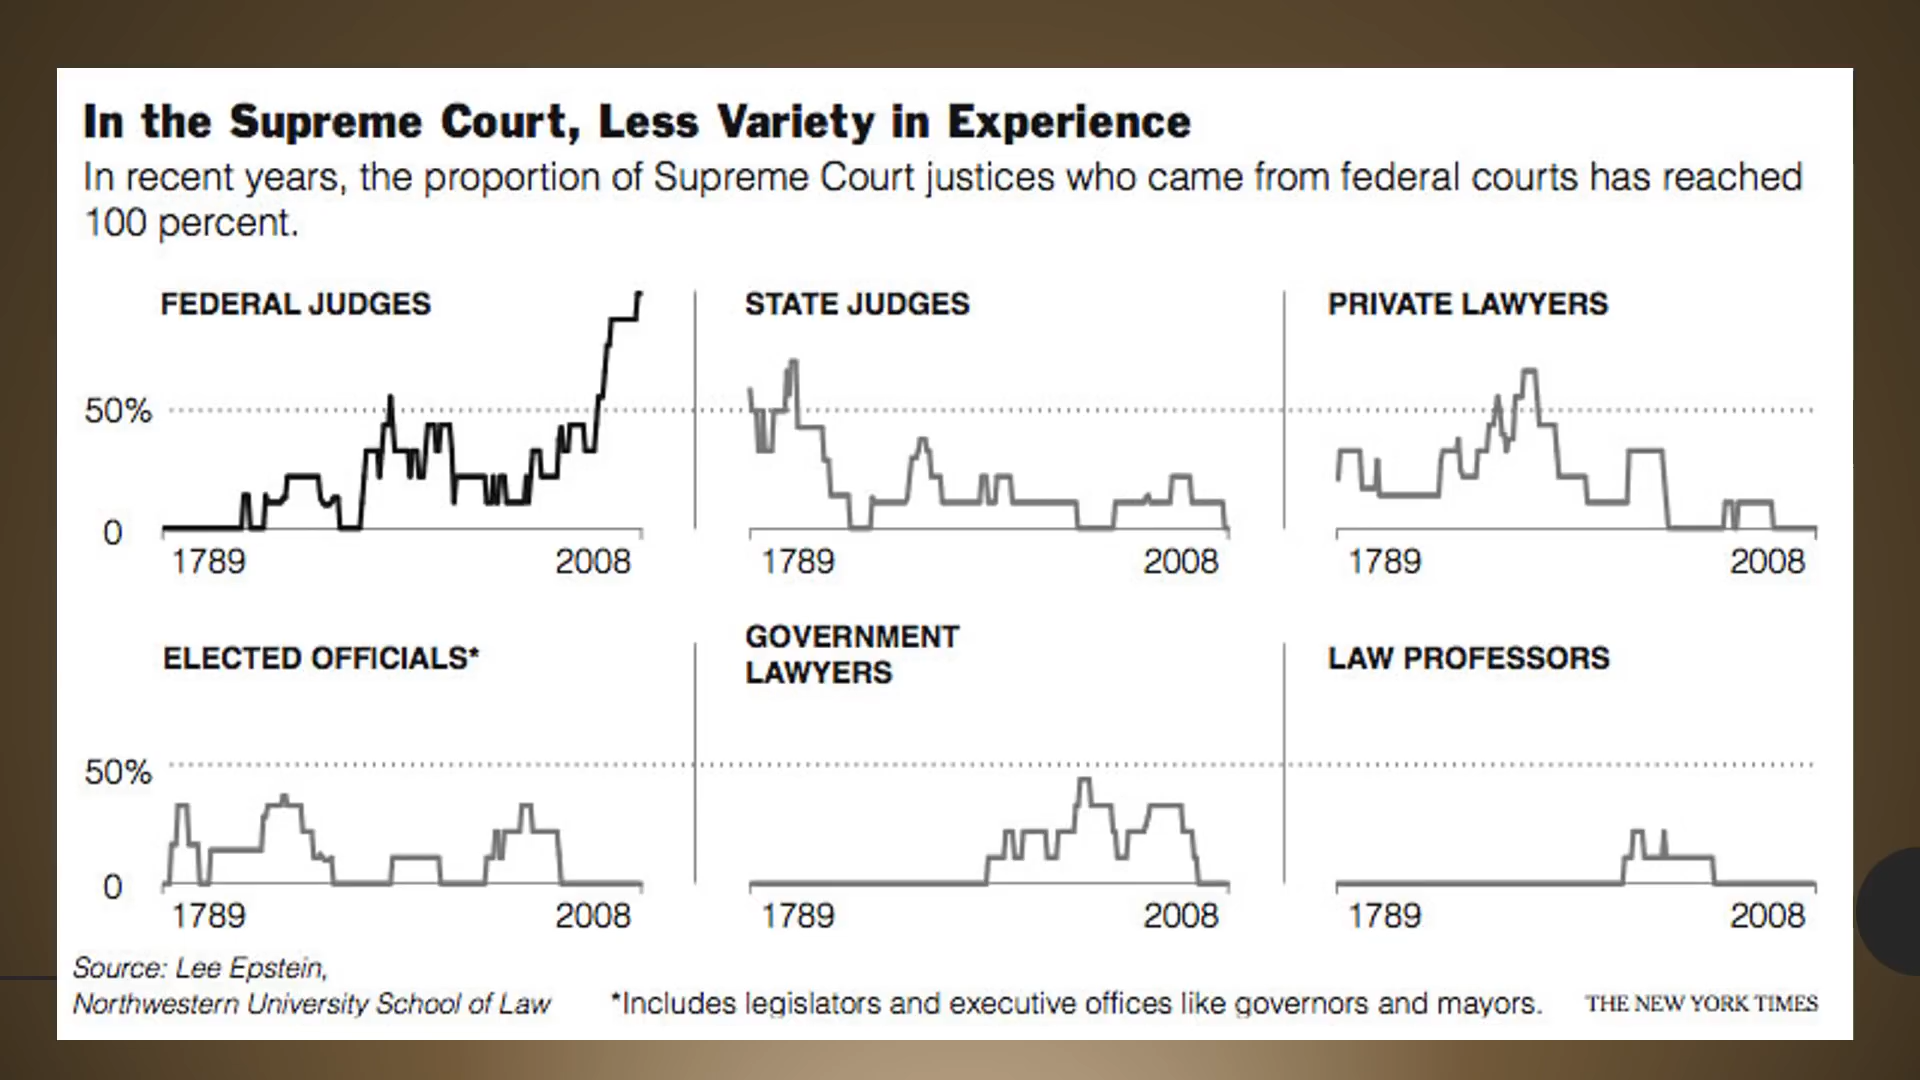 In the Supreme Court, Less Variety in Experience
In recent years, the proportion of Supreme Court justices who came from federal courts has reached
100 percent.
FEDERAL JUDGES
STATE JUDGES
PRIVATE LAWYERS
50%
0
1789 2008
1789 2008
1789 2008
ELECTED OFFICIALS*
GOVERNMENT
LAWYERS
LAW PROFESSORS
50%
0
1789 2008
1789 2008
1789 2008
Source: Lee Epstein,
Northwestern University School of Law
*Includes legislators and executive offices like governors and mayors.
THE NEW YORK TIMES